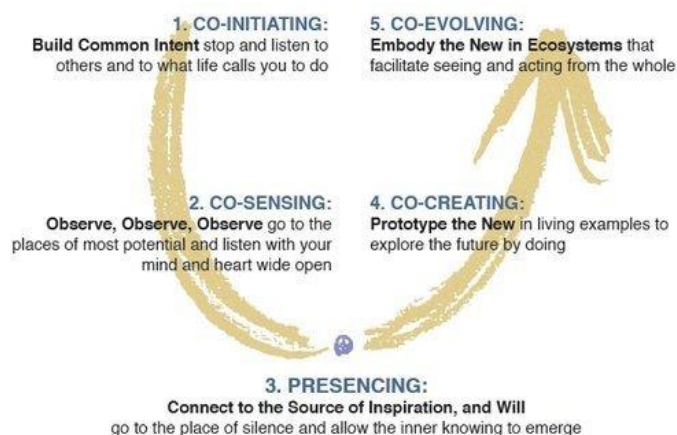 1. CO-INITIATING:
Build Common Intent stop and listen to
others and to what life calls you to do
2. CO-SENSING:
Observe, Observe, Observe go to the
places of most potential and listen with your
mind and heart wide open
3. PRESENCING:
Connect to the Source of Inspiration, and Will
go to the place of silence and allow the inner knowing to emerge
4. CO-CREATING:
Prototype the New in living examples to
explore the future by doing
5. CO-EVOLVING:
Embody the New in Ecosystems that
facilitate seeing and acting from the whole